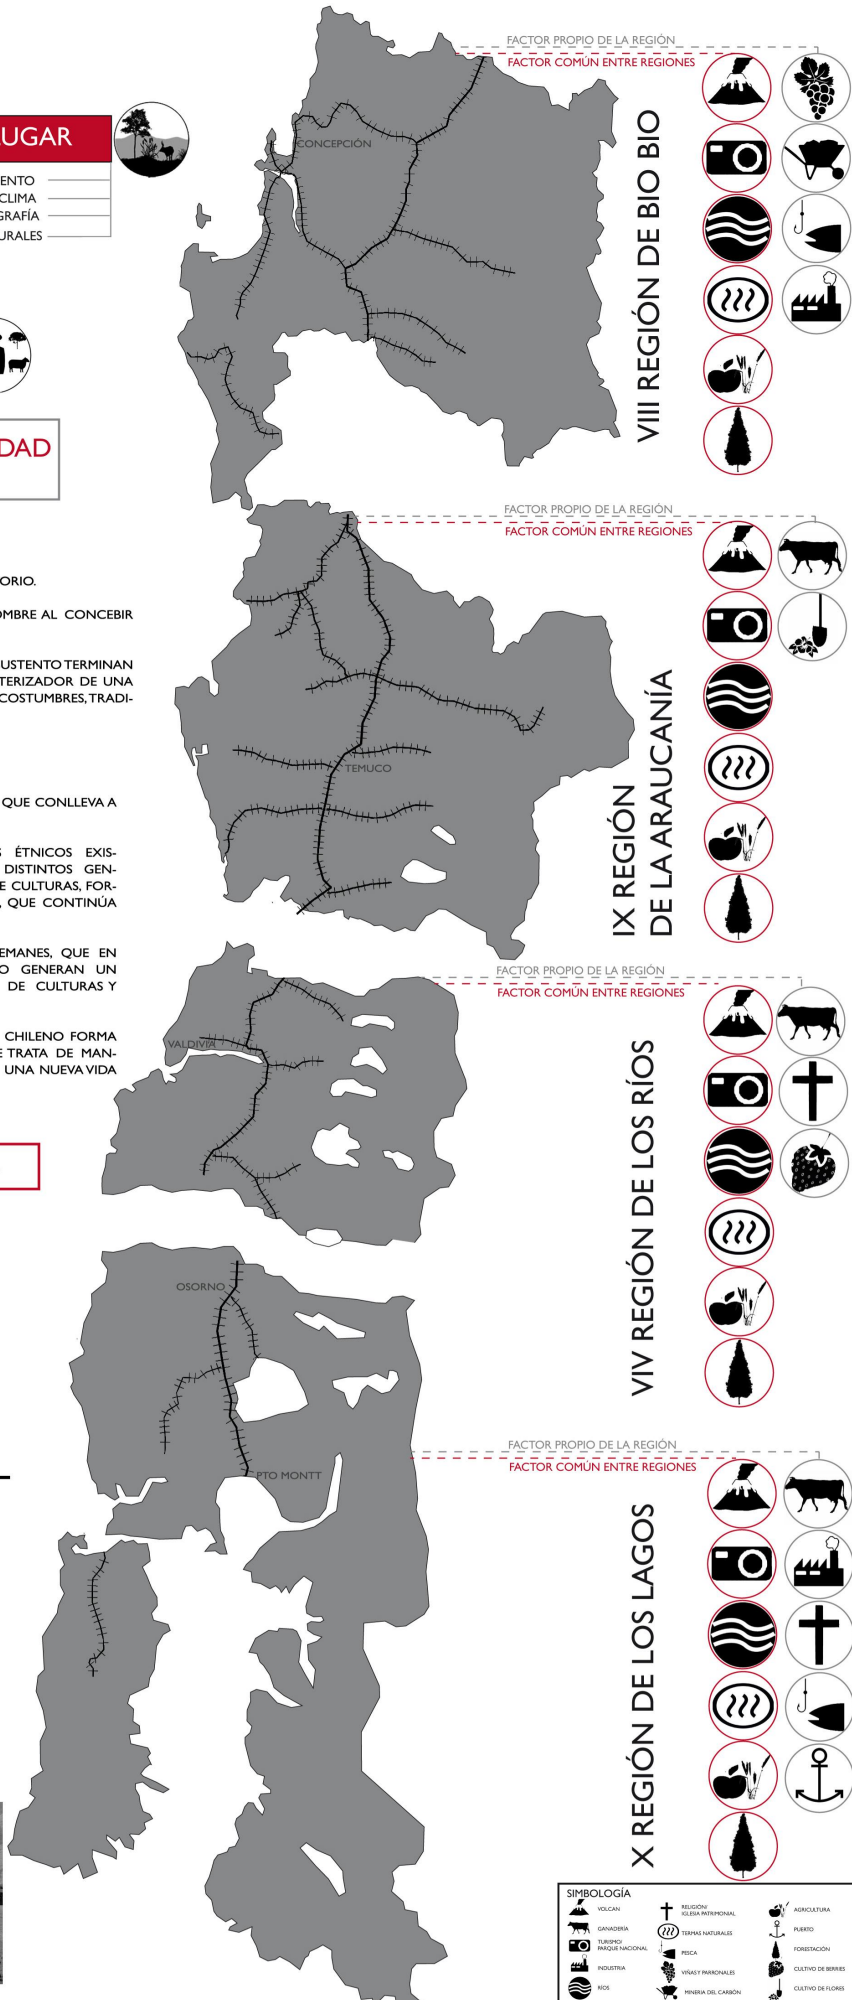 LUGAR
ENTO
CLIMA
GRAFÍA
URALES
DAD
ORIO.
OMBRE AL CONCEBIR
USTENTO TERMINAN
TERIZADOR DE UNA
COSTUMBRES, TRADI-
QUE CONLLEVA A
S ÉTNICOS EXIS-
DISTINTOS GEN-
E CULTURAS, FOR-
, QUE CONTINÚA
EMANES, QUE EN
O GENERAN UN
DE CULTURAS Y
CHILENO FORMA
E TRATA DE MAN-
UNA NUEVA VIDA
FACTOR PROPIO DE LA REGIÓN
FACTOR COMÚN ENTRE REGIONES
CONCEPCIÓN
VIII REGIÓN DE BIO BIO
FACTOR PROPIO DE LA REGIÓN
FACTOR COMÚN ENTRE REGIONES
TEMUCO
IX REGIÓN
DE LA ARAUCANÍA
FACTOR PROPIO DE LA REGIÓN
FACTOR COMÚN ENTRE REGIONES
VALDIVIA
VIV REGIÓN DE LOS RÍOS
OSORNO
PTO MONTT
FACTOR PROPIO DE LA REGIÓN
FACTOR COMÚN ENTRE REGIONES
X REGIÓN DE LOS LAGOS
SIMBOLOGÍA
VOLCAN
GANADERÍA
TURISMO/
PARQUE NACIONAL
INDUSTRIA
RÍOS
RELIGIÓN/
IGLESIA PATRIMONIAL
TERMAS NATURALES
PESCA
VIÑAS Y PARRONALES
MINERIA DEL CARBÓN
AGRICULTURA
PUERTO
FORESTACIÓN
CULTIVO DE BERRIES
CULTIVO DE FLORES